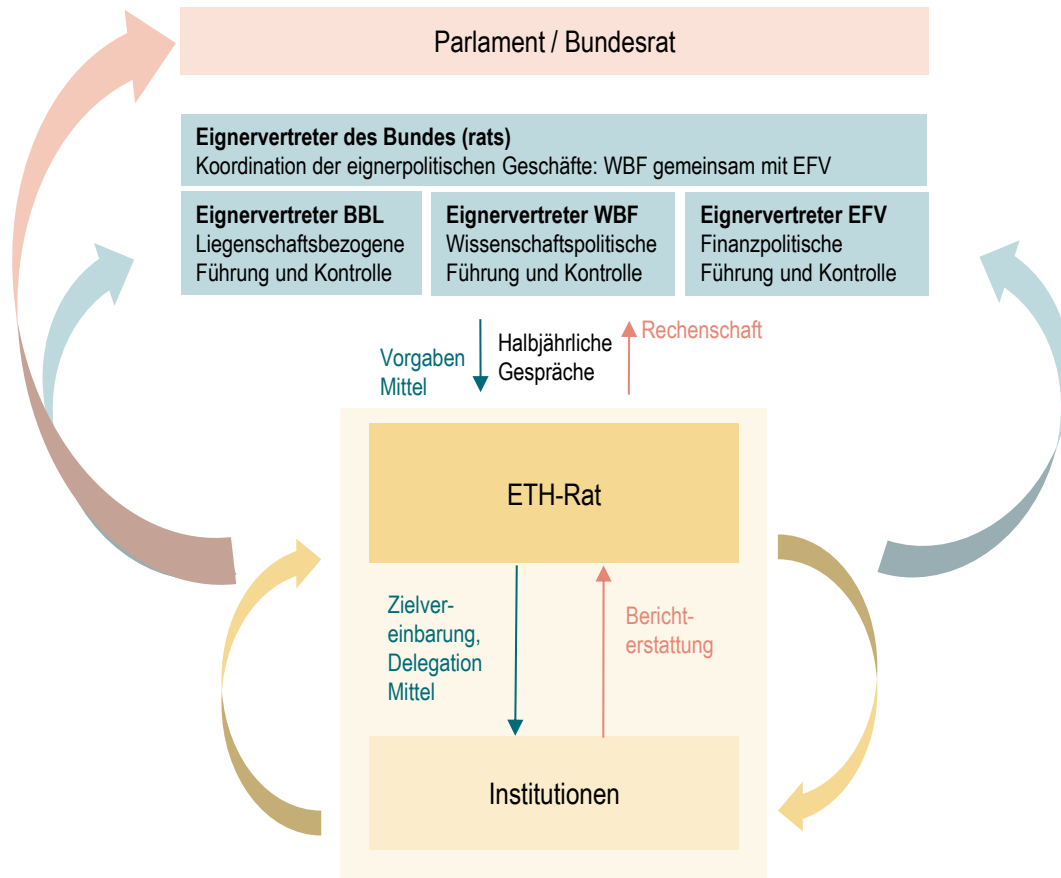 Parlament / Bundesrat
Eignervertreter des Bundes (rats)
Koordination der eignerpolitischen Geschäfte: WBF gemeinsam mit EFV
Eignervertreter BBL
Liegenschaftsbezogene
Führung und Kontrolle
Eignervertreter WBF
Wissenschaftspolitische
Führung und Kontrolle
Eignervertreter EFV
Finanzpolitische
Führung und Kontrolle
Vorgaben
Mittel
Halbjährliche
Gespräche
Rechenschaft
ETH-Rat
Zielver-
einbarung,
Delegation
Mittel
Bericht-
erstattung
Institutionen